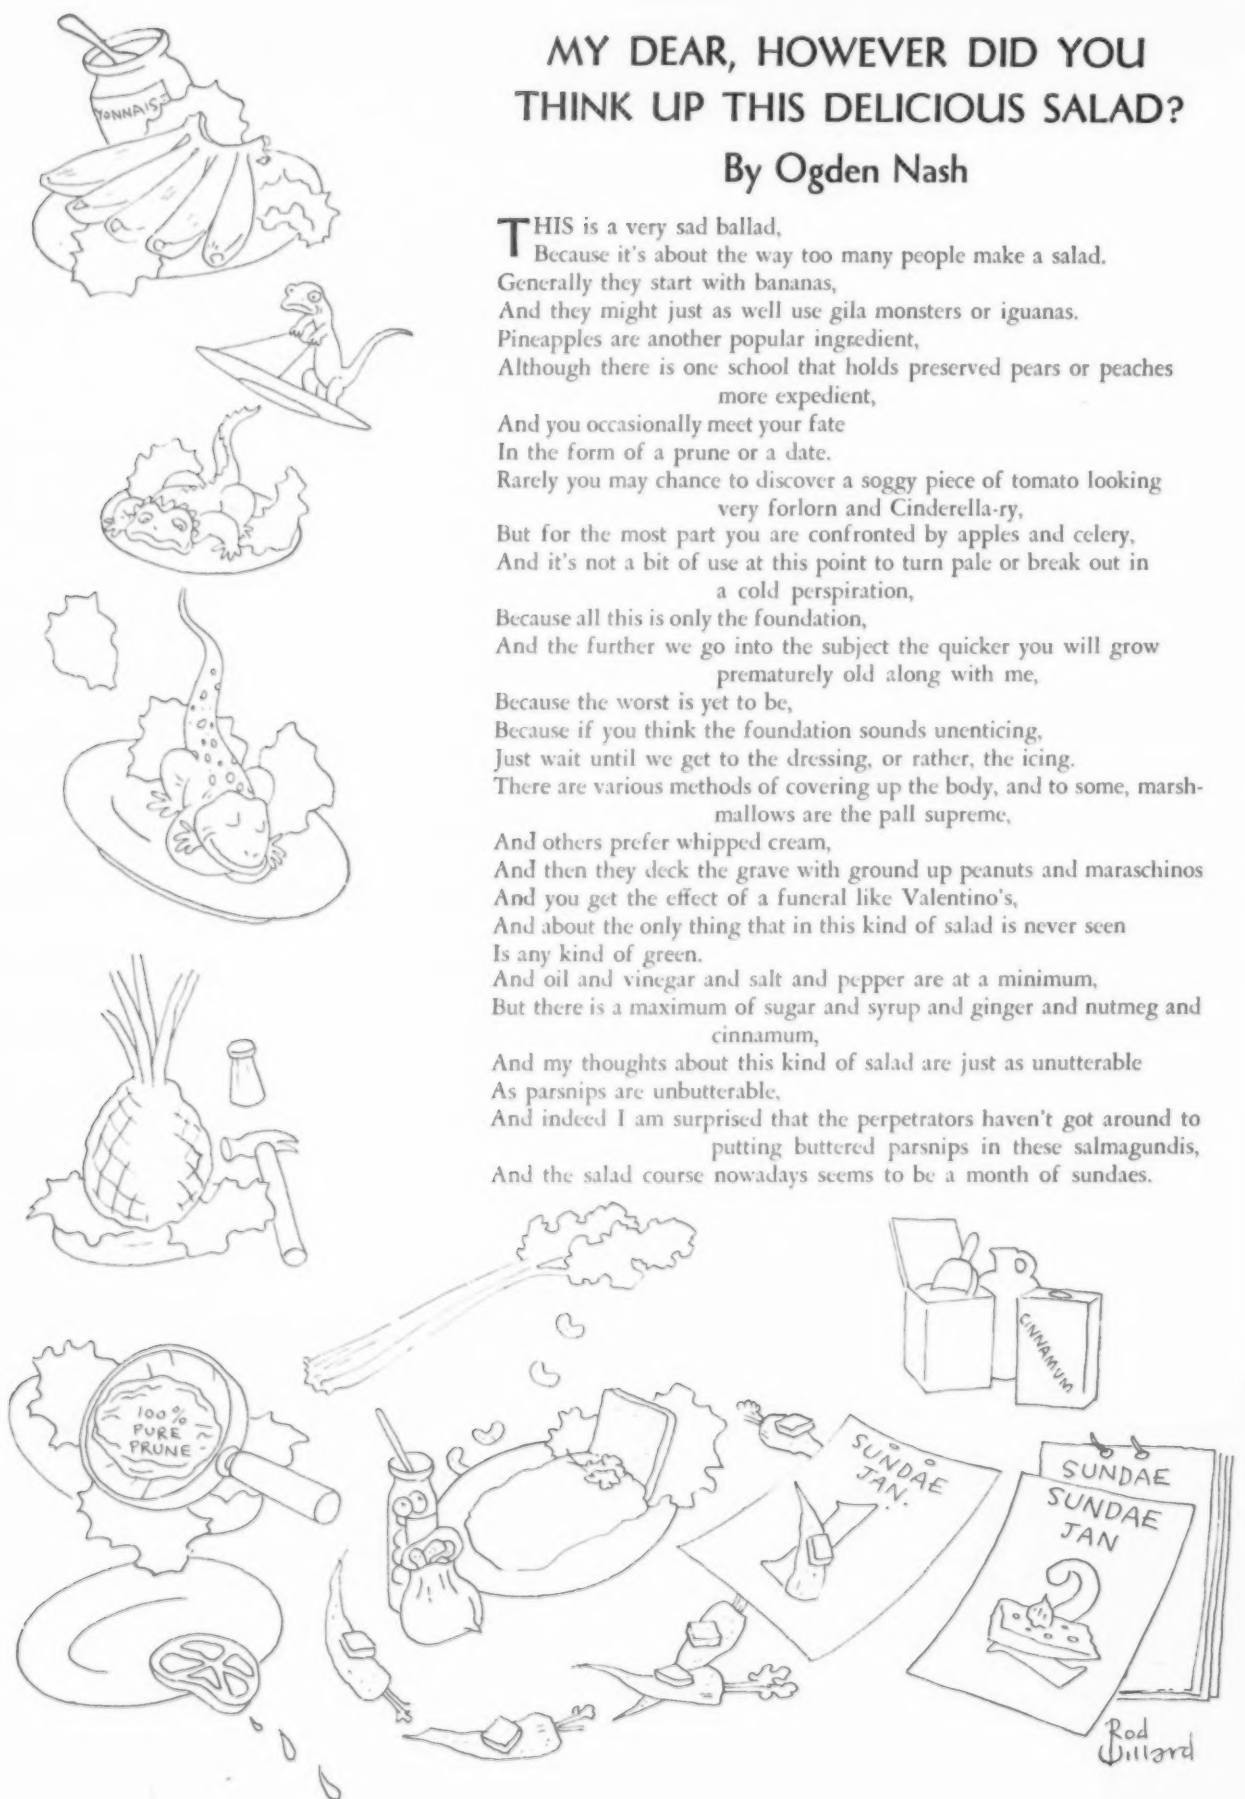 MY DEAR, HOWEVER DID YOU
THINK UP THIS DELICIOUS SALAD?
By Ogden Nash
THIS is a very sad ballad,
Because it's about the way too many people make a salad.
Generally they start with bananas,
And they might just as well use gila monsters or iguanas.
Pineapples are another popular ingredient,
Although there is one school that holds preserved pears or peaches
more expedient,
And you occasionally meet your fate
In the form of a prune or a date.
Rarely you may chance to discover a soggy piece of tomato looking
very forlorn and Cinderella-ry,
But for the most part you are confronted by apples and celery,
And it's not a bit of use at this point to turn pale or break out in
a cold perspiration,
Because all this is only the foundation,
And the further we go into the subject the quicker you will grow
prematurely old along with me,
Because the worst is yet to be,
Because if you think the foundation sounds unenticing,
Just wait until we get to the dressing, or rather, the icing.
There are various methods of covering up the body, and to some, marsh-
mallows are the pall supreme,
And others prefer whipped cream,
And then they deck the grave with ground up peanuts and maraschinos
And you get the effect of a funeral like Valentino's,
And about the only thing that in this kind of salad is never seen
Is any kind of green.
And oil and vinegar and salt and pepper are at a minimum,
But there is a maximum of sugar and syrup and ginger and nutmeg and
cinnamum,
And my thoughts about this kind of salad are just as unutterable
As parsnips are unbutterable,
And indeed I am surprised that the perpetrators haven't got around to
putting buttered parsnips in these salmagundis,
And the salad course nowadays seems to be a month of sundaes.
YONNAISE
CINNAMUM
100%
PURE
PRUNE
SUNDAE
JAN.
1
SUNDAE
SUNDAE
JAN
2
Rod
Willard